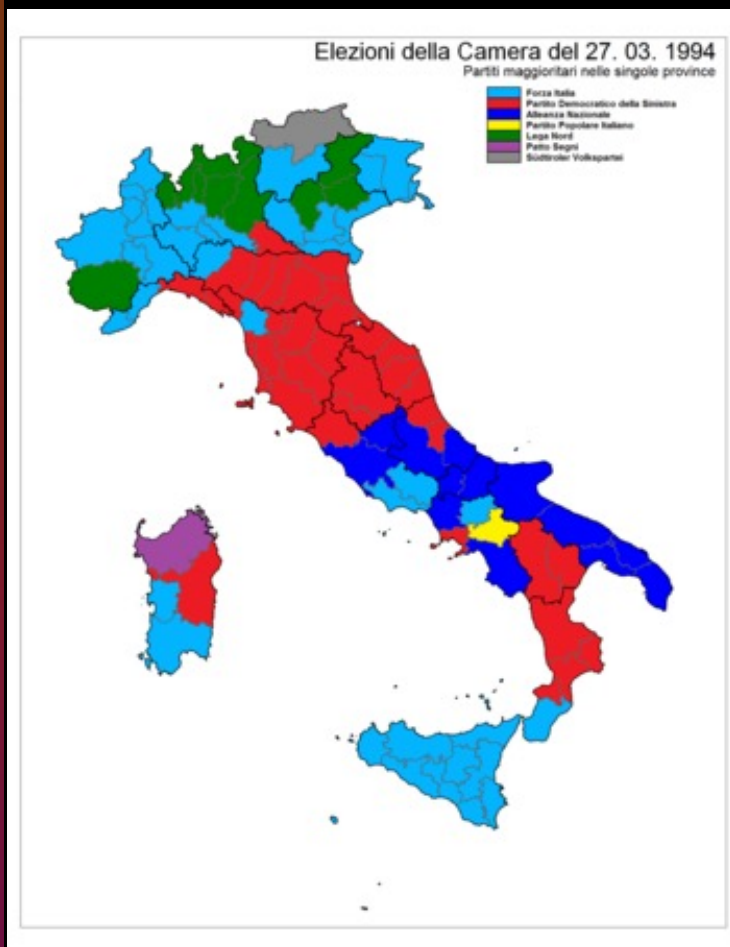 Elezioni della Camera del 27. 03. 1994
Partiti maggioritari nelle singole province
Forza Italia
Partito Democratico della Sinistra
Alleanza Nazionale
Partito Popolare Italiano
Lega Nord
Patto Segni
Südtiroler Volkspartei